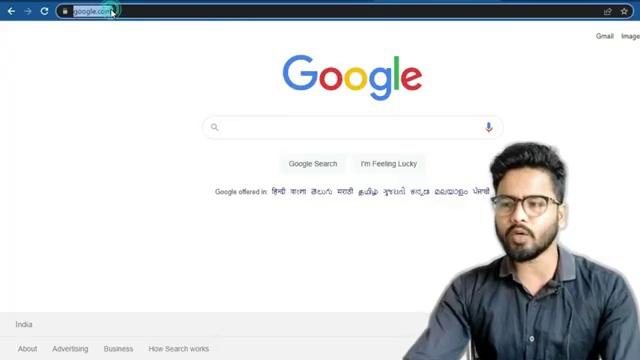 google.com
Gmail
Google
Google Search I'm Feeling Lucky
Google offered in: हिन्दी বাংলা తెలుగు मराठी தமிழ் ગુજરાતી ಕನ್ನಡ മലയാളം ਪੰਜਾਬੀ
India
About Advertising Business How Search works